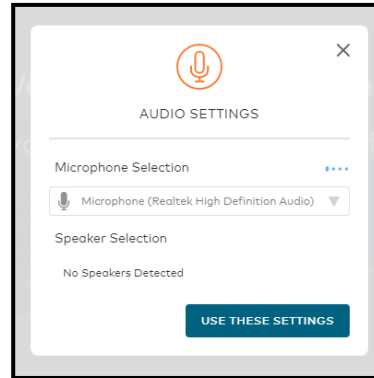 AUDIO SETTINGS
Microphone Selection
Microphone (Realtek High Definition Audio)
Speaker Selection
No Speakers Detected
USE THESE SETTINGS